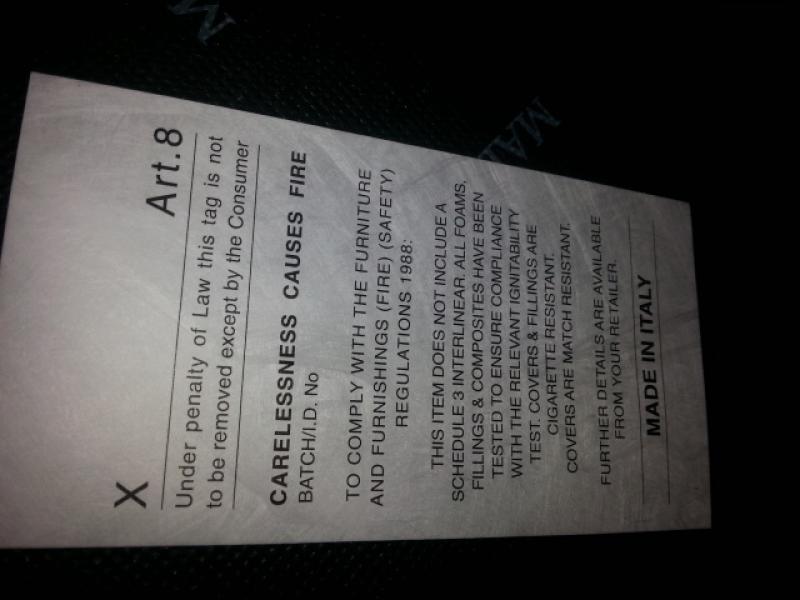 X Art.8
Under penalty of Law this tag is not
to be removed except by the Consumer
CARELESSNESS CAUSES FIRE
BATCH/I.D. No
TO COMPLY WITH THE FURNITURE
AND FURNISHINGS (FIRE) (SAFETY)
REGULATIONS 1988:
THIS ITEM DOES NOT INCLUDE A
SCHEDULE 3 INTERLINEAR. ALL FOAMS,
FILLINGS & COMPOSITES HAVE BEEN
TESTED TO ENSURE COMPLIANCE
WITH THE RELEVANT IGNITABILITY
TEST. COVERS & FILLINGS ARE
CIGARETTE RESISTANT.
COVERS ARE MATCH RESISTANT.
FURTHER DETAILS ARE AVAILABLE
FROM YOUR RETAILER.
MADE IN ITALY